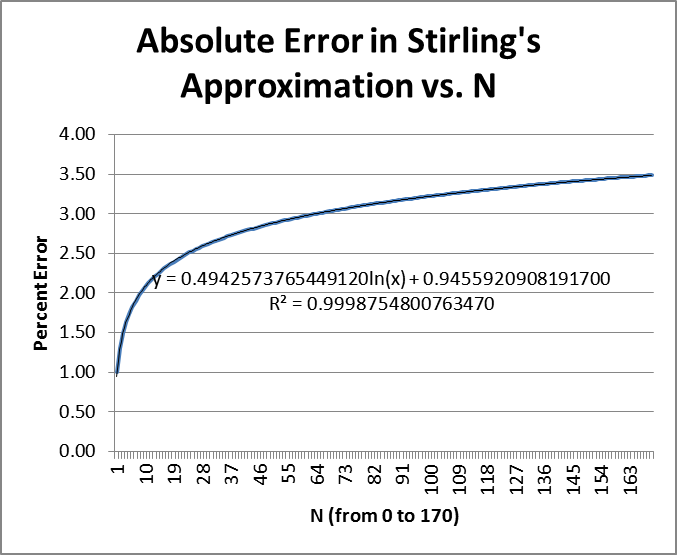 Absolute Error in Stirling's
Approximation vs. N
4.00
3.50
3.00
2.50
2.00
1.50
1.00
0.50
0.00
Percent Error
y = 0.4942573765449120ln(x) + 0.9455920908191700
R² = 0.9998754800763470
1 10 19 28 37 46 55 64 73 82 91 100 109 118 127 136 145 154 163
N (from 0 to 170)